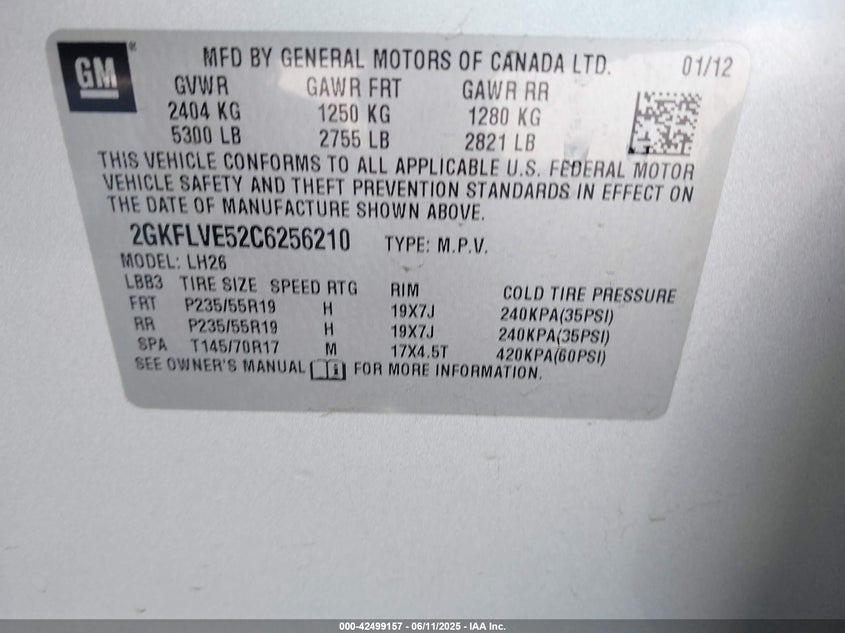 GM
MFD BY GENERAL MOTORS OF CANADA LTD. 01/12
GVWR GAWR FRT GAWR RR
2404 KG 1250 KG 1280 KG
5300 LB 2755 LB 2821 LB
THIS VEHICLE CONFORMS TO ALL APPLICABLE U.S. FEDERAL MOTOR
VEHICLE SAFETY AND THEFT PREVENTION STANDARDS IN EFFECT ON
THE DATE OF MANUFACTURE SHOWN ABOVE.
2GKFLVE52C6256210 TYPE: M.P.V.
MODEL: LH26
LBB3 TIRE SIZE SPEED RTG RIM COLD TIRE PRESSURE
FRT P235/55R19 H 19X7J 240KPA(35PSI)
RR P235/55R19 H 19X7J 240KPA(35PSI)
SPA T145/70R17 M 17X4.5T 420KPA(60PSI)
SEE OWNER'S MANUAL FOR MORE INFORMATION.
000-42499157 - 06/11/2025 - IAA Inc.